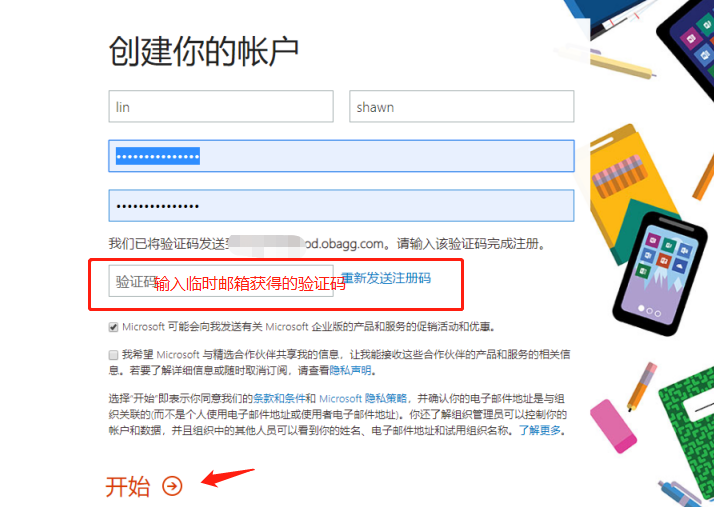 创建你的帐户
lin
shawn
我们已将验证码发送至 od.obagg.com。请输入该验证码完成注册。
验证码 输入临时邮箱获得的验证码 重新发送注册码
Microsoft 可能会向我发送有关 Microsoft 企业版的产品和服务的促销活动和优惠。
我希望 Microsoft 与精选合作伙伴共享我的信息，让我能接收这些合作伙伴的产品和服务的相关信
息。若要了解详细信息或随时取消订阅，请查看隐私声明。
选择“开始”即表示你同意我们的条款和条件和 Microsoft 隐私策略，并确认你的电子邮件地址是与组
织关联的(而不是个人使用电子邮件地址或使用者电子邮件地址)。你还了解组织管理员可以控制你的
帐户和数据，并且组织中的其他人员可以看到你的姓名、电子邮件地址和试用组织名称。了解更多。
开始